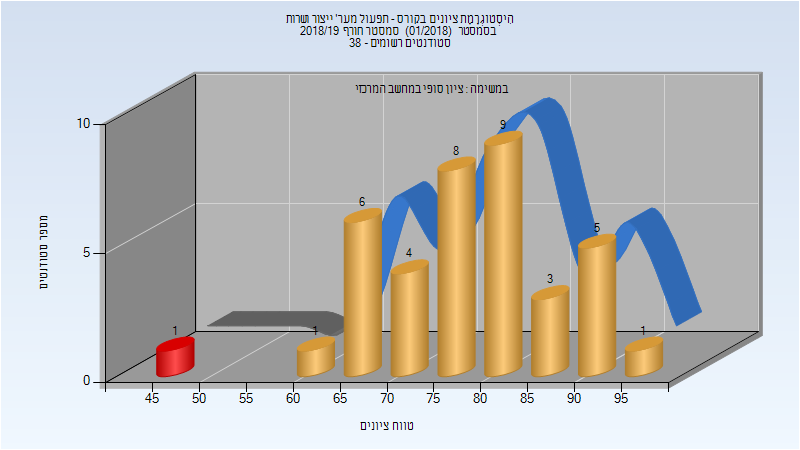 היסטוגרמת ציונים בקורס - תפעול מער' ייצור ושרות
בסמסטר (01/2018) סמסטר חורף 2018/19
סטודנטים רשומים - 38
במשימה : ציון סופי במחשב המרכזי
מספר סטודנטים
10
5
0
1
1
6
4
8
9
3
5
1
45 50 55 60 65 70 75 80 85 90 95
טווח ציונים